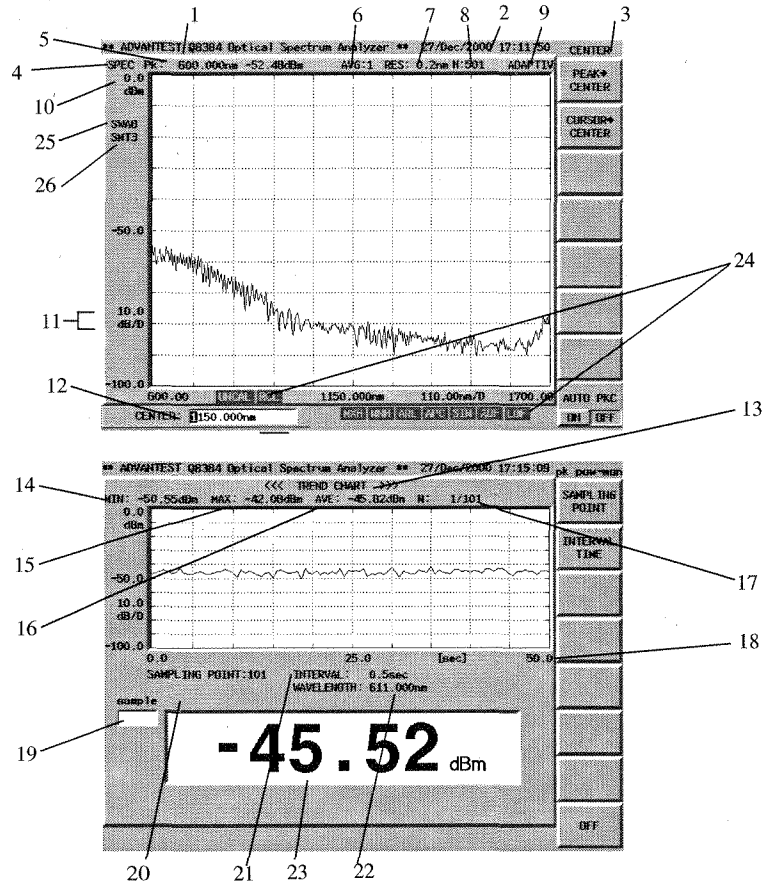 1 6 7 8 2 9 3
5
4
** ADVANTEST Q8384 Optical Spectrum Analyzer ** 27/Dec/2000 17:11:50 CENTER
SPEC Pk 600.000nm -52.48dBm AVG:1 RES: 0.2nm N:501 ADAPTIV
10
0.0
dBm
PEAK→
CENTER
25
SWAB
SWT3
CURSOR→
CENTER
26
-50.0
24
11
10.0
dB/D
-100.0
600.00 UNCAL 1150.000nm 110.00nm/D 1700.00
AUTO PKC
12
CENTER: 1150.000nm
ON OFF
13
** ADVANTEST Q8384 Optical Spectrum Analyzer ** 27/Dec/2000 17:15:09 pk pow-mon
<<< TREND CHART >>>
14
MIN: -50.55dBm MAX: -42.08dBm AVE: -45.82dBm N: 1/101
SAMPLING
POINT
0.0
dBm
15
INTERVAL
TIME
-50.0
16
17
10.0
dB/D
-100.0
18
0.0 25.0 [sec] 50.0
SAMPLING POINT:101 INTERVAL: 0.5sec
WAVELENGTH: 611.000nm
sample
19
-45.52 dBm
OFF
20 21 23 22